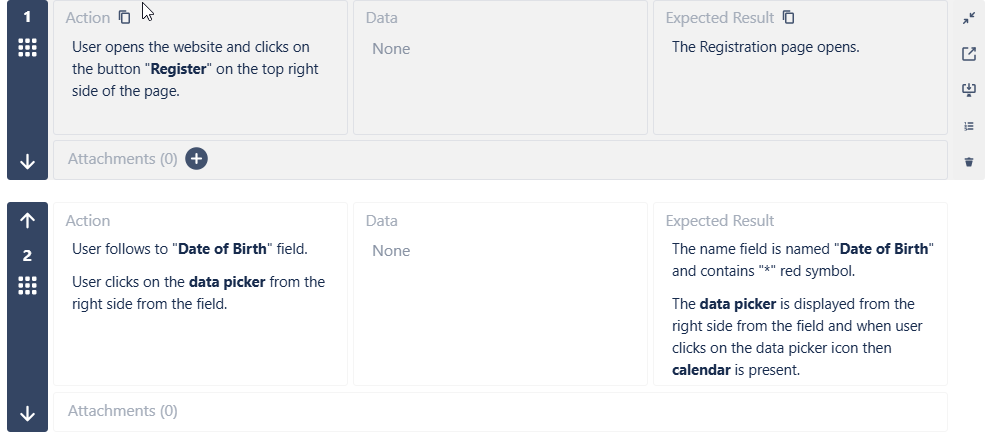 1
Action
Data
Expected Result
User opens the website and clicks on
the button "Register" on the top right
side of the page.
None
The Registration page opens.
Attachments (0)
2
Action
Data
Expected Result
User follows to "Date of Birth" field.
User clicks on the data picker from the
right side from the field.
None
The name field is named "Date of Birth"
and contains "*" red symbol.
The data picker is displayed from the
right side from the field and when user
clicks on the data picker icon then
calendar is present.
Attachments (0)